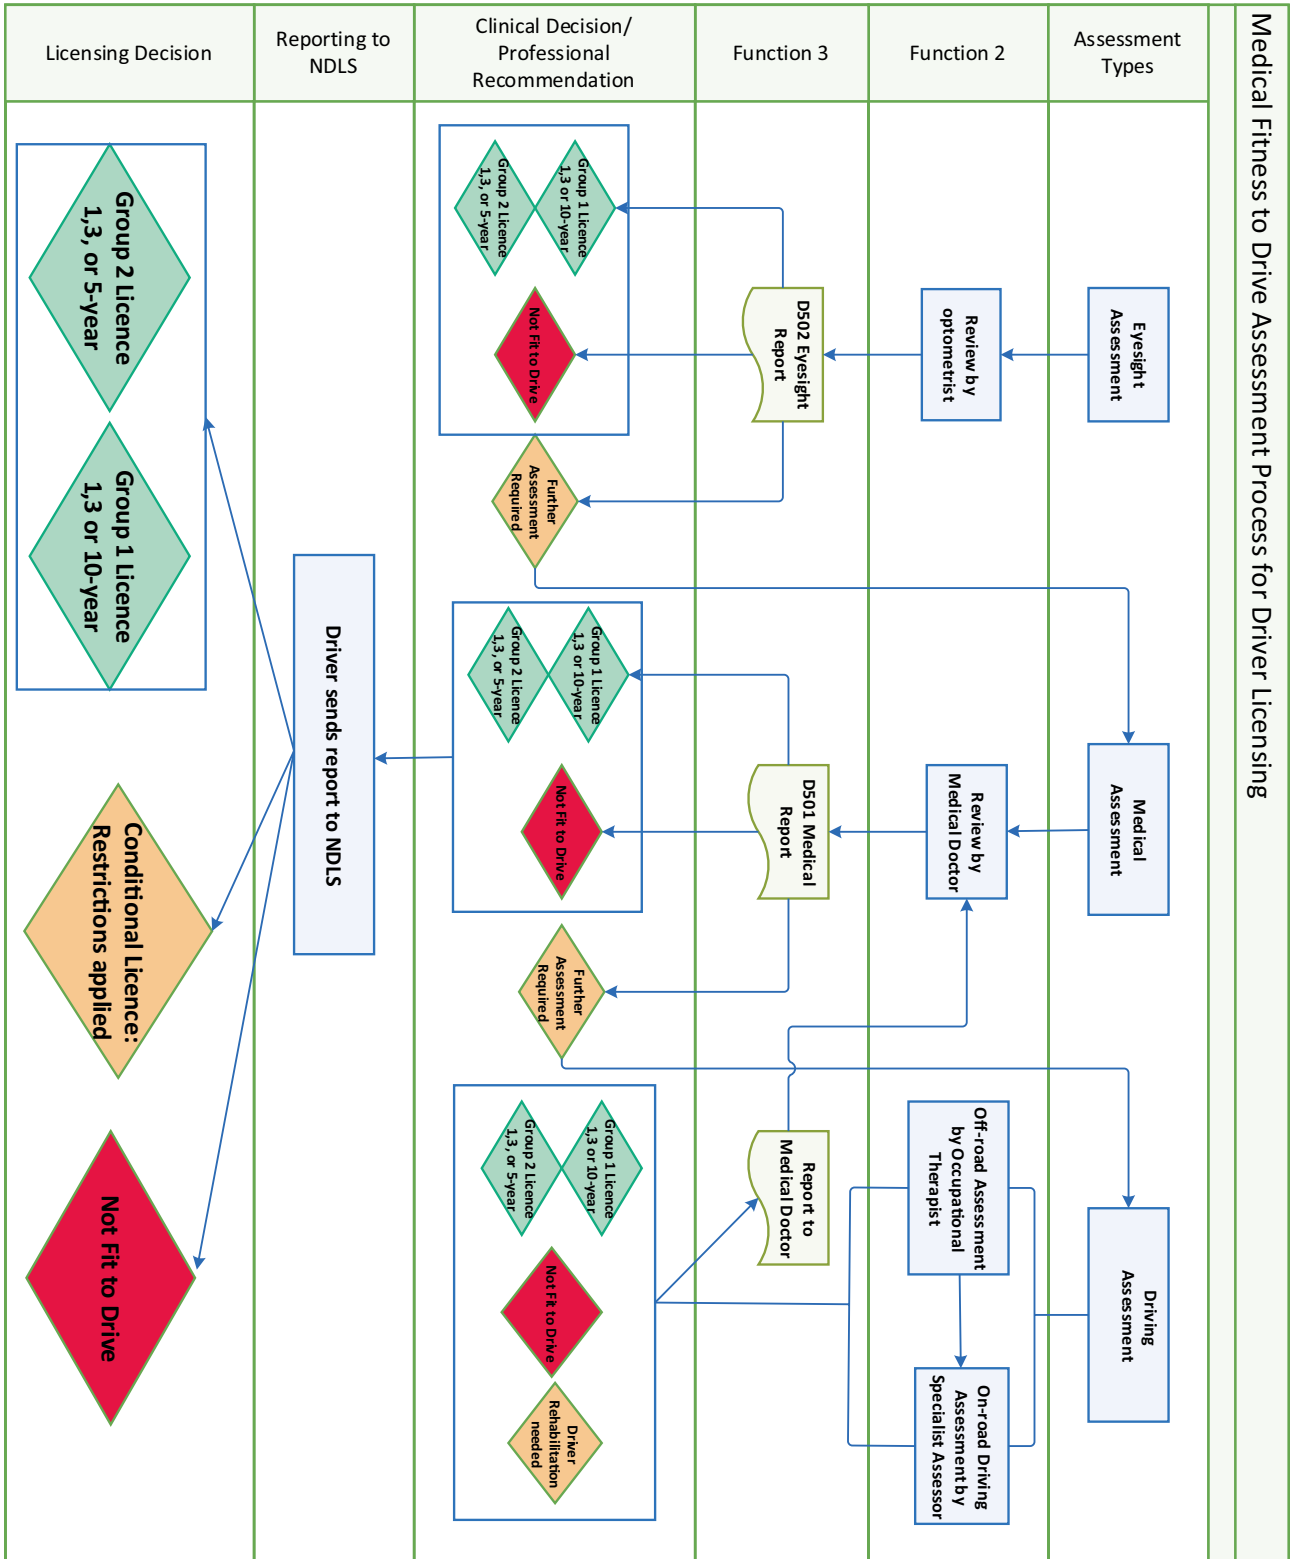 Medical Fitness to Drive Assessment Process for Driver Licensing
Assessment
Types
Function 2
Function 3
Clinical Decision/
Professional
Recommendation
Reporting to
NDLS
Licensing Decision
Eyesight
Assessment
Medical
Assessment
Driving
Assessment
Review by
optometrist
Review by
Medical Doctor
Off-road Assessment
by Occupational
Therapist
On-road Driving
Assessment by
Specialist Assessor
D502 Eyesight
Report
D501 Medical
Report
Report to
Medical Doctor
Group 1 Licence
1,3 or 10-year
Group 2 Licence
1,3, or 5-year
Not Fit to Drive
Further
Assessment
Required
Group 1 Licence
1,3 or 10-year
Group 2 Licence
1,3, or 5-year
Not Fit to Drive
Further
Assessment
Required
Group 1 Licence
1,3 or 10-year
Group 2 Licence
1,3, or 5-year
Not Fit to Drive
Driver
Rehabilitation
needed
Driver sends report to NDLS
Group 2 Licence
1,3, or 5-year
Group 1 Licence
1,3 or 10-year
Conditional Licence:
Restrictions applied
Not Fit to Drive